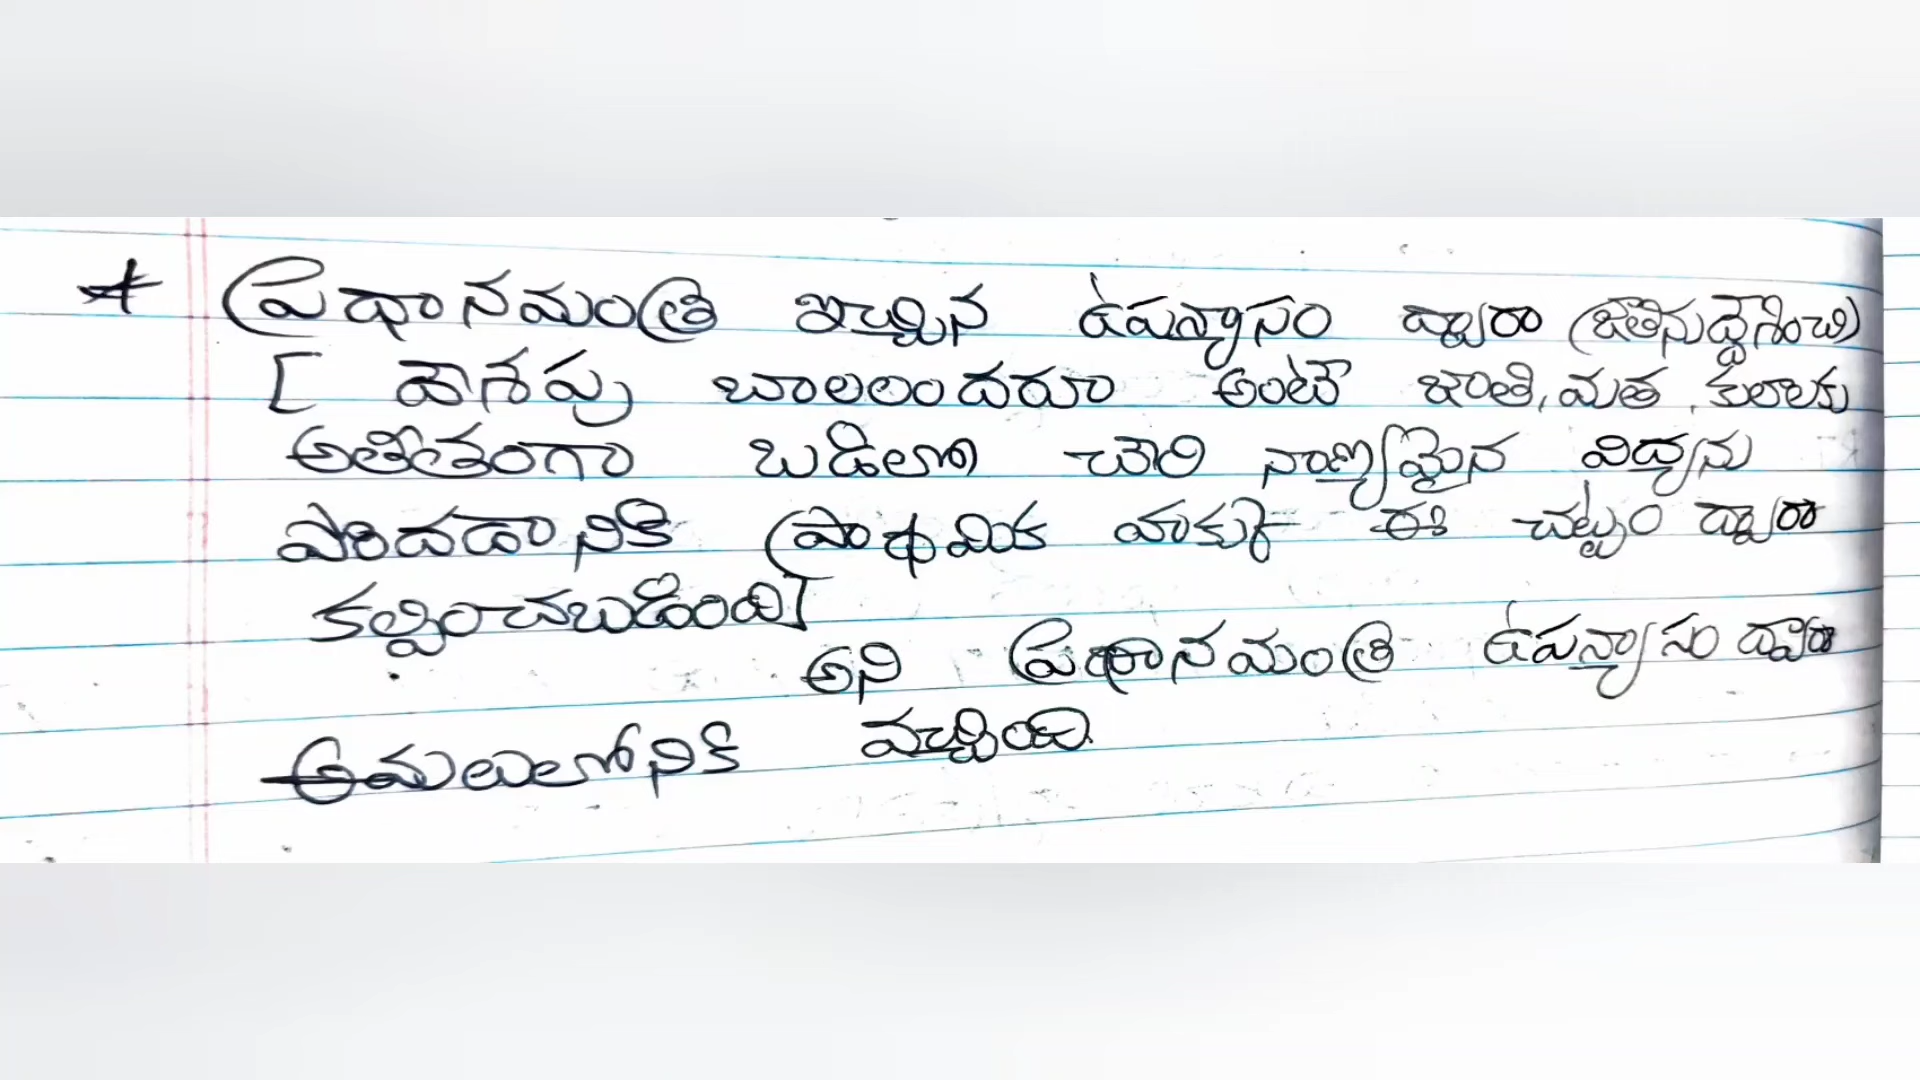 * ప్రధానమంత్రి ఇచ్చిన ఉపన్యాసం ద్వారా (జాతినుద్దేశించి)
[ దేశపు బాలలందరూ అంటే జాతి, మత, కులాలకు
అతీతంగా బడిలో చేరి నాణ్యమైన విద్యను
పొందడానికి ప్రాథమిక హక్కు ఈ చట్టం ద్వారా
కల్పించబడింది]
అని ప్రధానమంత్రి ఉపన్యాసం ద్వారా
అమలులోనికి వచ్చింది.